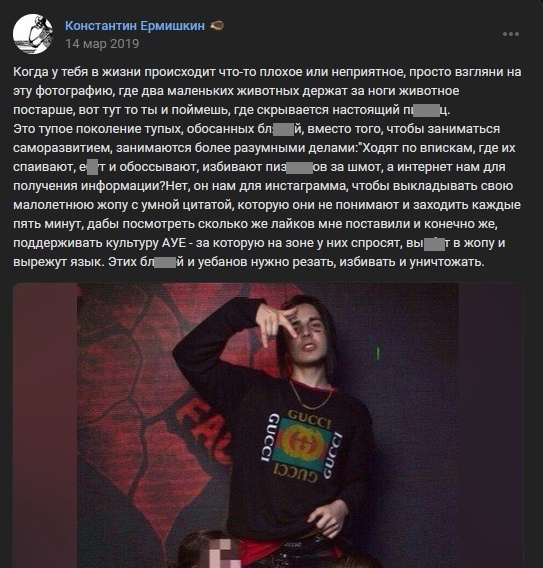 Константин Ермишкин
14 мар 2019
Когда у тебя в жизни происходит что-то плохое или неприятное, просто взгляни на
эту фотографию, где два маленьких животных держат за ноги животное
постарше, вот тут то ты и поймешь, где скрывается настоящий п ц.
Это тупое поколение тупых, обосанных бл й, вместо того, чтобы заниматься
саморазвитием, занимаются более разумными делами:"Ходят по впискам, где их
спаивают, е т и обоссывают, избивают пиз ов за шмот, а интернет нам для
получения информации?Нет, он нам для инстаграмма, чтобы выкладывать свою
малолетнюю жопу с умной цитатой, которую они не понимают и заходить каждые
пять минут, дабы посмотреть сколько же лайков мне поставили и конечно же,
поддерживать культуру АУЕ - за которую на зоне у них спросят, вы т в жопу и
вырежут язык. Этих бл й и уебанов нужно резать, избивать и уничтожать.
FAC
GUCCI
GUCCI
GUCCI
GUCCI